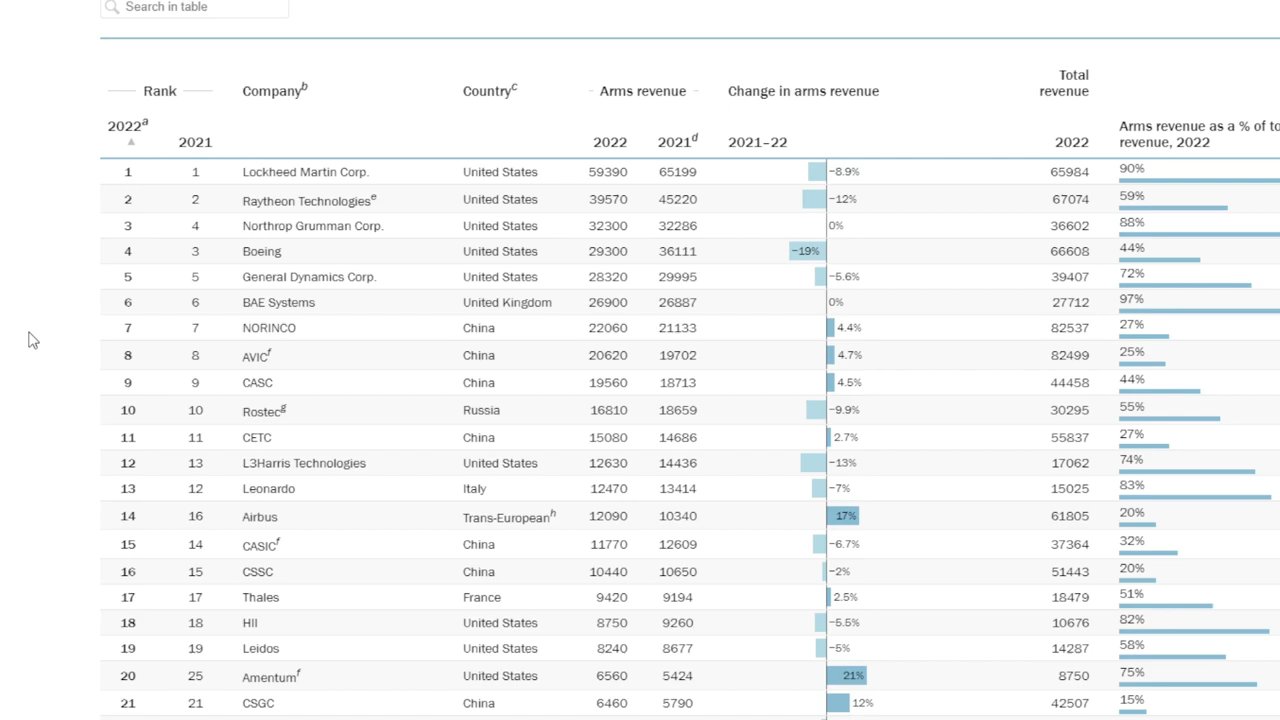 Search in table
Rank Companyb Countryc Arms revenue Change in arms revenue Total revenue
2022a 2021 2022 2021d 2021–22 2022 Arms revenue as a % of to
revenue, 2022
1 1 Lockheed Martin Corp. United States 59390 65199 −8.9% 65984 90%
2 2 Raytheon Technologiese United States 39570 45220 −12% 67074 59%
3 4 Northrop Grumman Corp. United States 32300 32286 0% 36602 88%
4 3 Boeing United States 29300 36111 −19% 66608 44%
5 5 General Dynamics Corp. United States 28320 29995 −5.6% 39407 72%
6 6 BAE Systems United Kingdom 26900 26887 0% 27712 97%
7 7 NORINCO China 22060 21133 4.4% 82537 27%
8 8 AVICf China 20620 19702 4.7% 82499 25%
9 9 CASC China 19560 18713 4.5% 44458 44%
10 10 Rostecg Russia 16810 18659 −9.9% 30295 55%
11 11 CETC China 15080 14686 2.7% 55837 27%
12 13 L3Harris Technologies United States 12630 14436 −13% 17062 74%
13 12 Leonardo Italy 12470 13414 −7% 15025 83%
14 16 Airbus Trans-Europeanh 12090 10340 17% 61805 20%
15 14 CASICf China 11770 12609 −6.7% 37364 32%
16 15 CSSC China 10440 10650 −2% 51443 20%
17 17 Thales France 9420 9194 2.5% 18479 51%
18 18 HII United States 8750 9260 −5.5% 10676 82%
19 19 Leidos United States 8240 8677 −5% 14287 58%
20 25 Amentumf United States 6560 5424 21% 8750 75%
21 21 CSGC China 6460 5790 12% 42507 15%